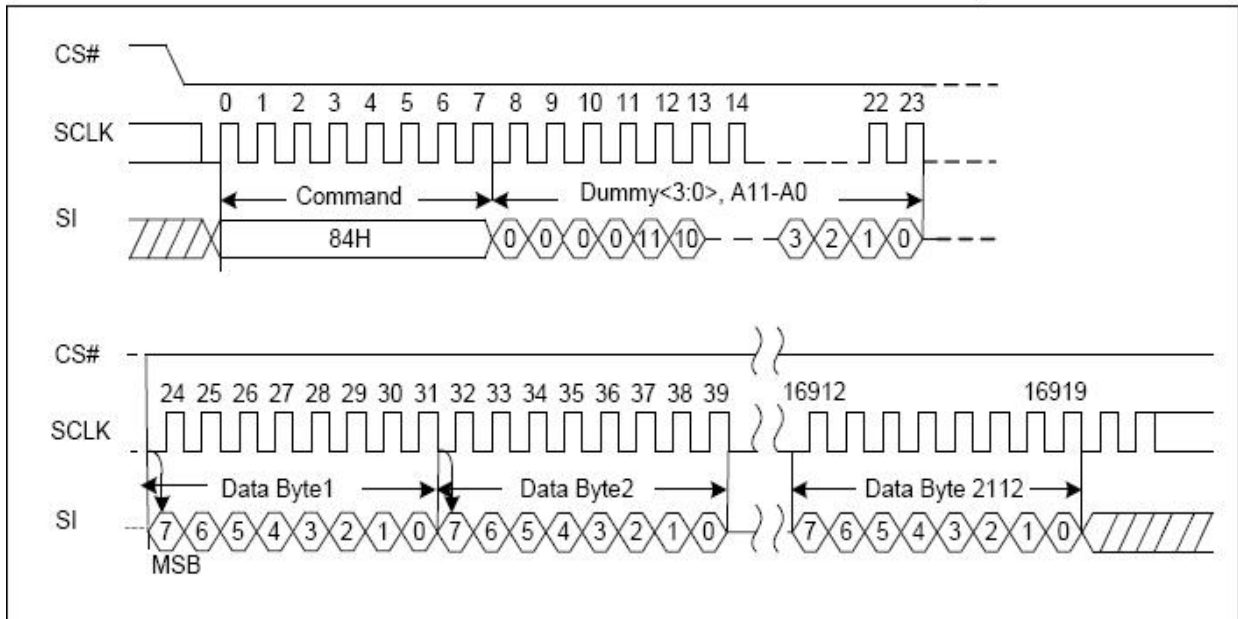 CS#
0 1 2 3 4 5 6 7 8 9 10 11 12 13 14 22 23
SCLK
Command Dummy<3:0>, A11-A0
SI
84H 0 0 0 0 11 10 3 2 1 0
CS#
24 25 26 27 28 29 30 31 32 33 34 35 36 37 38 39 16912 16919
SCLK
Data Byte1 Data Byte2 Data Byte 2112
SI
7 6 5 4 3 2 1 0 7 6 5 4 3 2 1 0 7 6 5 4 3 2 1 0
MSB